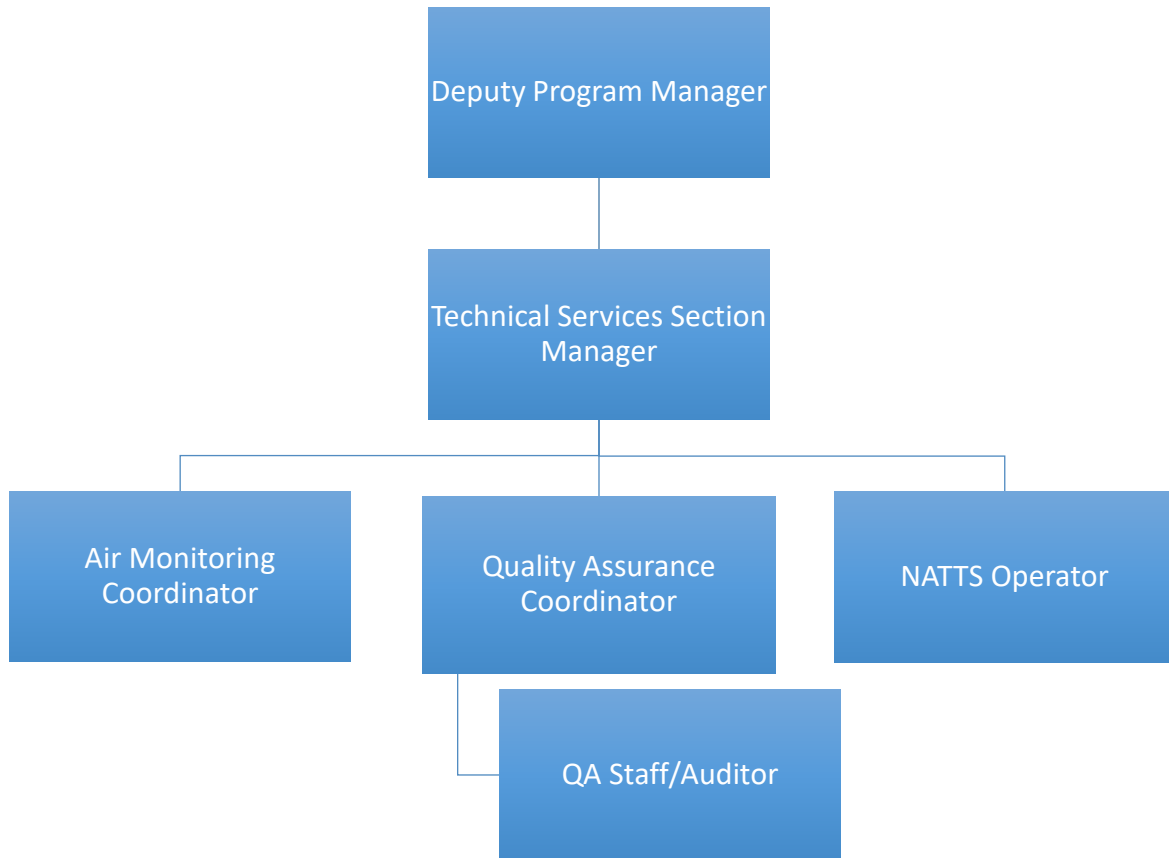 Deputy Program Manager
Technical Services Section
Manager
Air Monitoring
Coordinator
Quality Assurance
Coordinator
NATTS Operator
QA Staff/Auditor